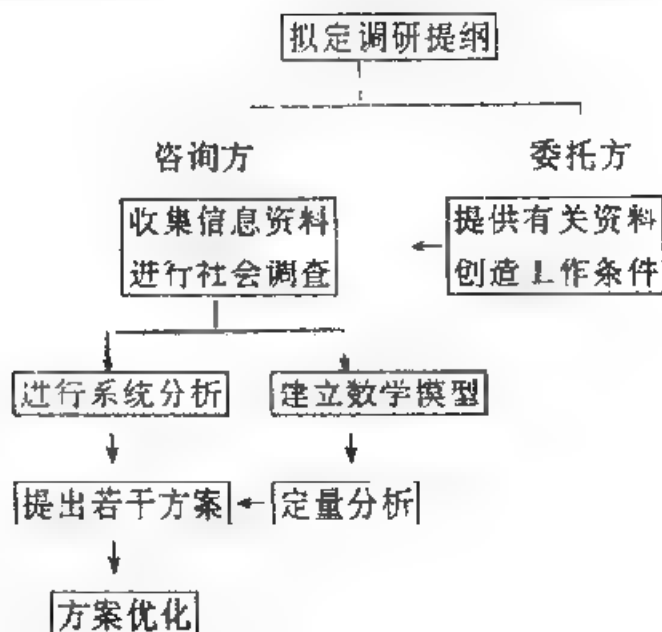 拟定调研提纲
咨询方
委托方
收集信息资料
进行社会调查
提供有关资料
创造工作条件
进行系统分析
建立数学模型
提出若干方案
定量分析
方案优化